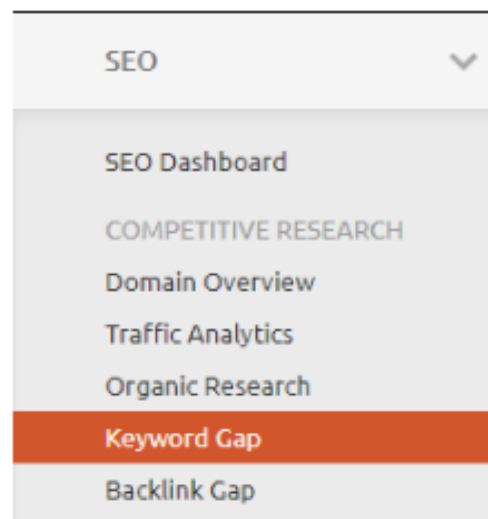 SEO
SEO Dashboard
COMPETITIVE RESEARCH
Domain Overview
Traffic Analytics
Organic Research
Keyword Gap
Backlink Gap